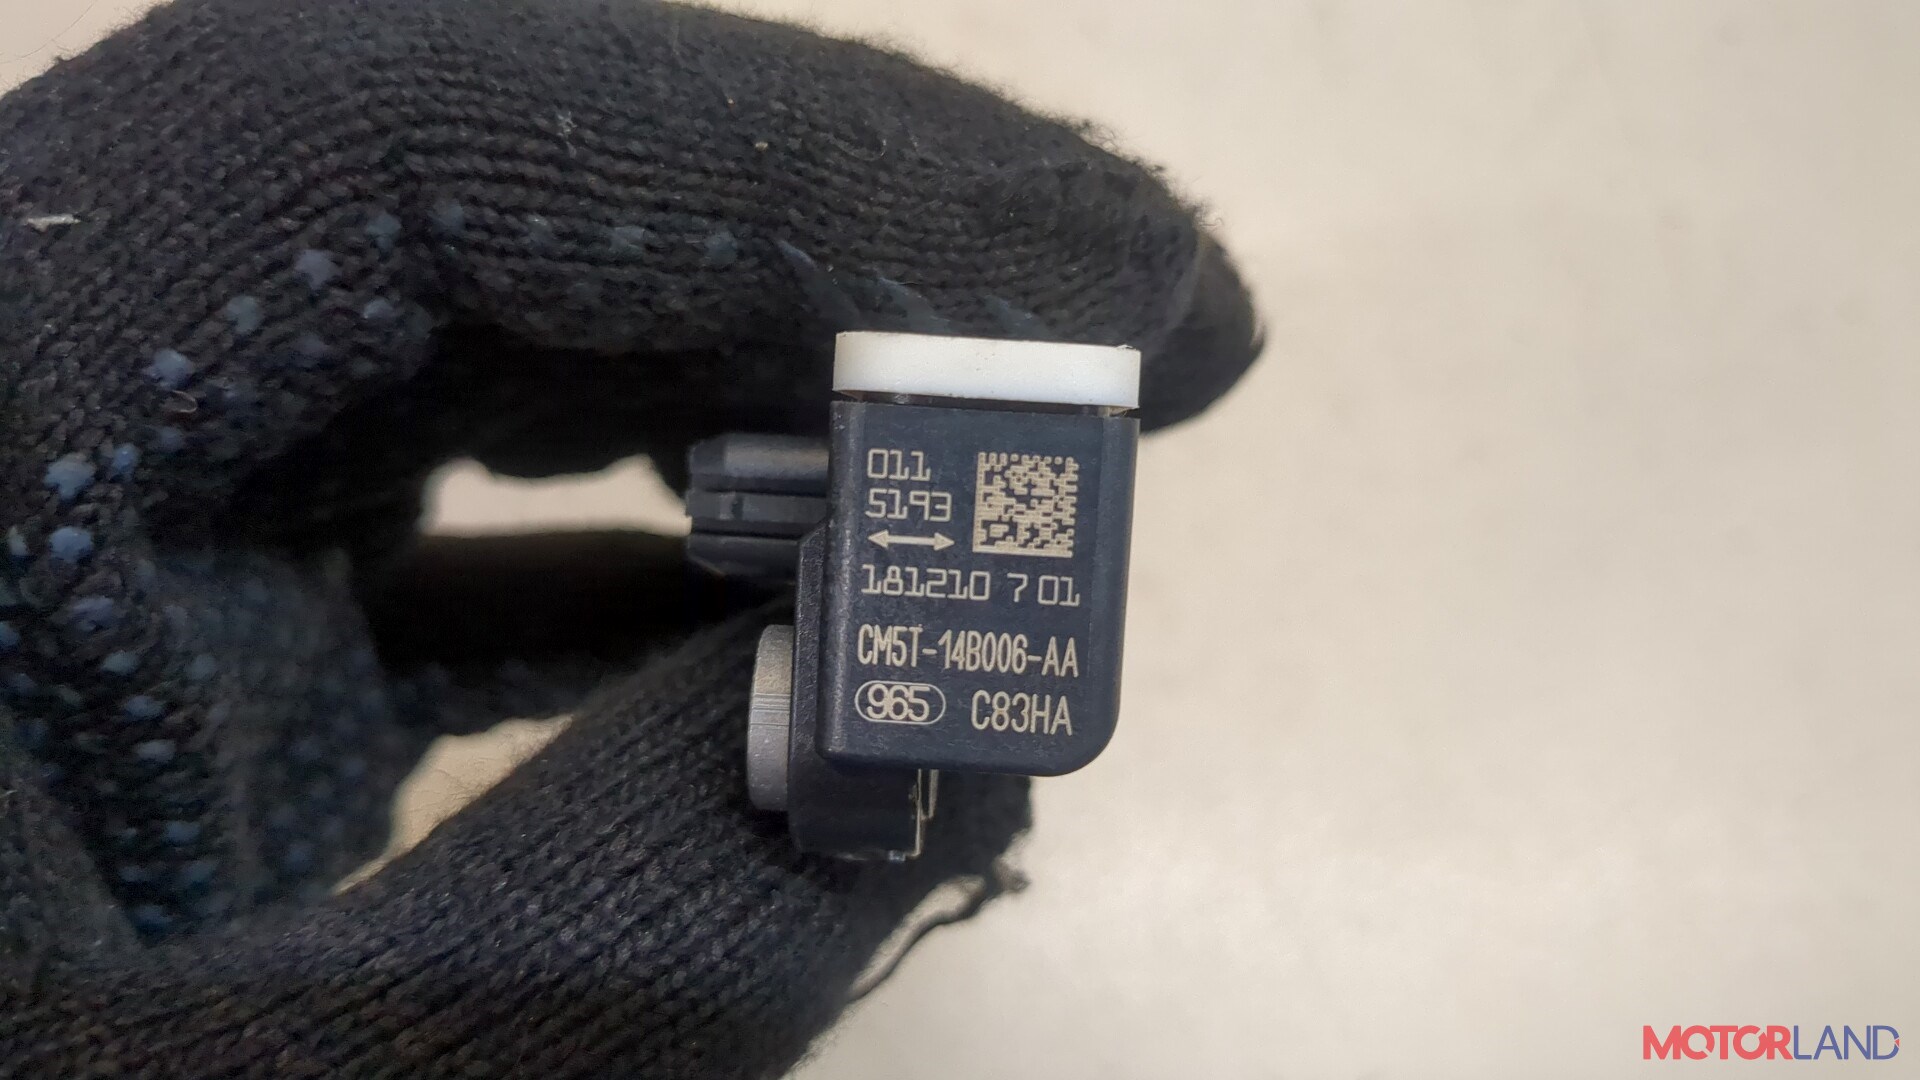 011
5193
181210 7 01
CM5T-14B006-AA
965 C83HA
MOTORLAND